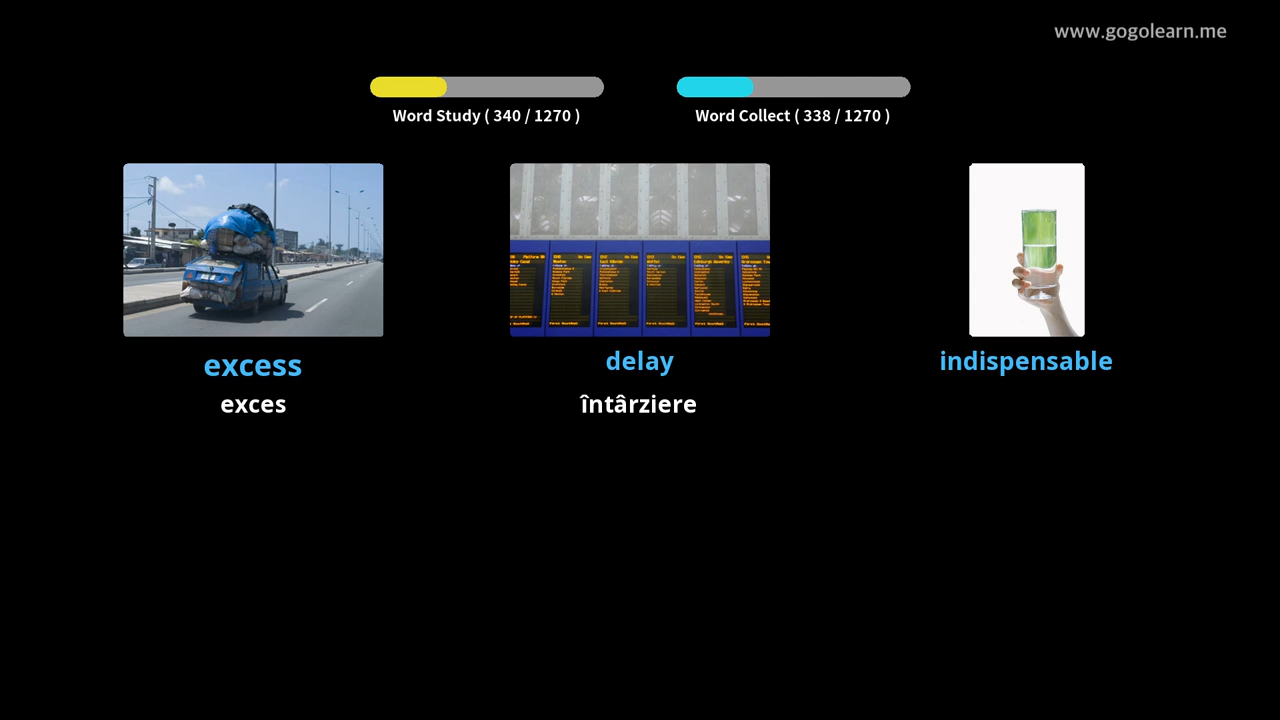 www.gogolearn.me
Word Study ( 340 / 1270 )
Word Collect ( 338 / 1270 )
excess
delay
indispensable
exces
întârziere